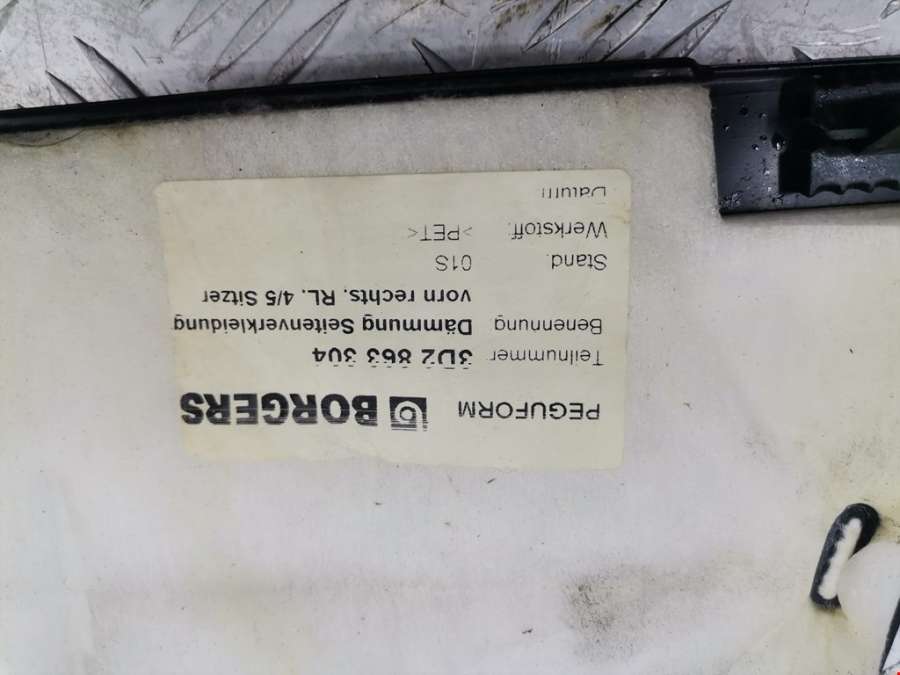 PEGUFORM BORGERS
Teilnummer 3D2 863 304
Benennung Dämmung Seitenverkleidung
vorn rechts. RL. 4/5 Sitzer
Stand: 01S
Werkstoff: >PET<
Datum